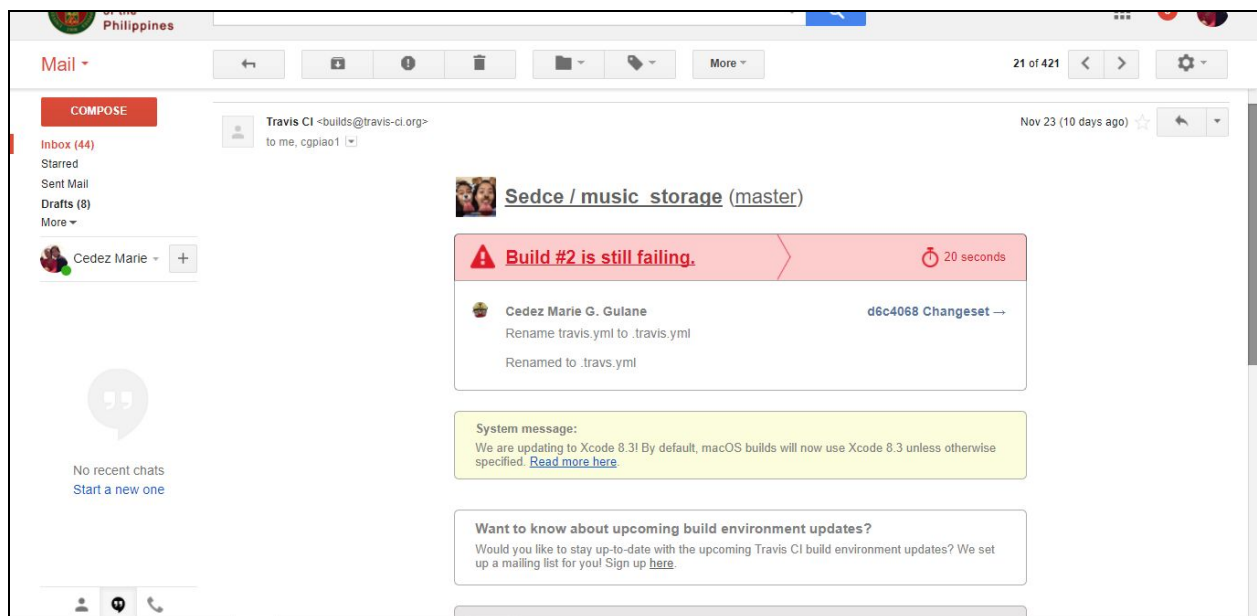 of the
Philippines
Mail
More
21 of 421
COMPOSE
Inbox (44)
Starred
Sent Mail
Drafts (8)
More
Cedez Marie
No recent chats
Start a new one
Travis CI <builds@travis-ci.org>
to me, cgpiao1
Nov 23 (10 days ago)
Sedce / music_storage (master)
Build #2 is still failing.
20 seconds
Cedez Marie G. Gulane
d6c4068 Changeset →
Rename travis.yml to .travis.yml
Renamed to .travs.yml
System message:
We are updating to Xcode 8.3! By default, macOS builds will now use Xcode 8.3 unless otherwise
specified. Read more here.
Want to know about upcoming build environment updates?
Would you like to stay up-to-date with the upcoming Travis CI build environment updates? We set
up a mailing list for you! Sign up here.